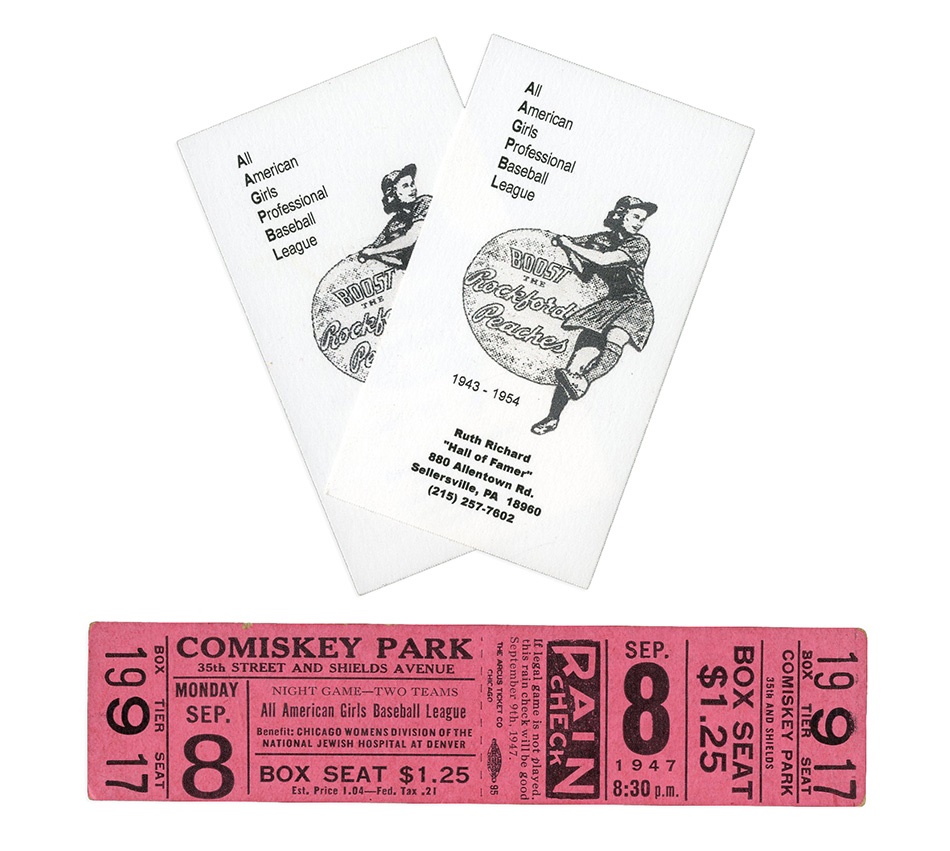 All
American
Girls
Professional
Baseball
League
BOOST
THE
Rockfo
Pe
All
American
Girls
Professional
Baseball
League
BOOST
THE
Rockford
Peaches
1943 - 1954
Ruth Richard
"Hall of Famer"
880 Allentown Rd.
Sellersville, PA 18960
(215) 257-7602
BOX TIER SEAT
19 9 17
COMISKEY PARK
35th STREET AND SHIELDS AVENUE
MONDAY
SEP.
8
NIGHT GAME—TWO TEAMS
All American Girls Baseball League
Benefit: CHICAGO WOMENS DIVISION OF THE
NATIONAL JEWISH HOSPITAL AT DENVER
BOX SEAT $1.25
Est. Price 1.04—Fed. Tax .21
THE ARCUS TICKET CO
CHICAGO
95
If legal game is not played,
this rain check will be good
September 9th, 1947.
RAIN
CHECK
SEP.
8
1947
8:30 p.m.
BOX SEAT
$1.25
COMISKEY PARK
35th AND SHIELDS
BOX TIER SEAT
19 9 17